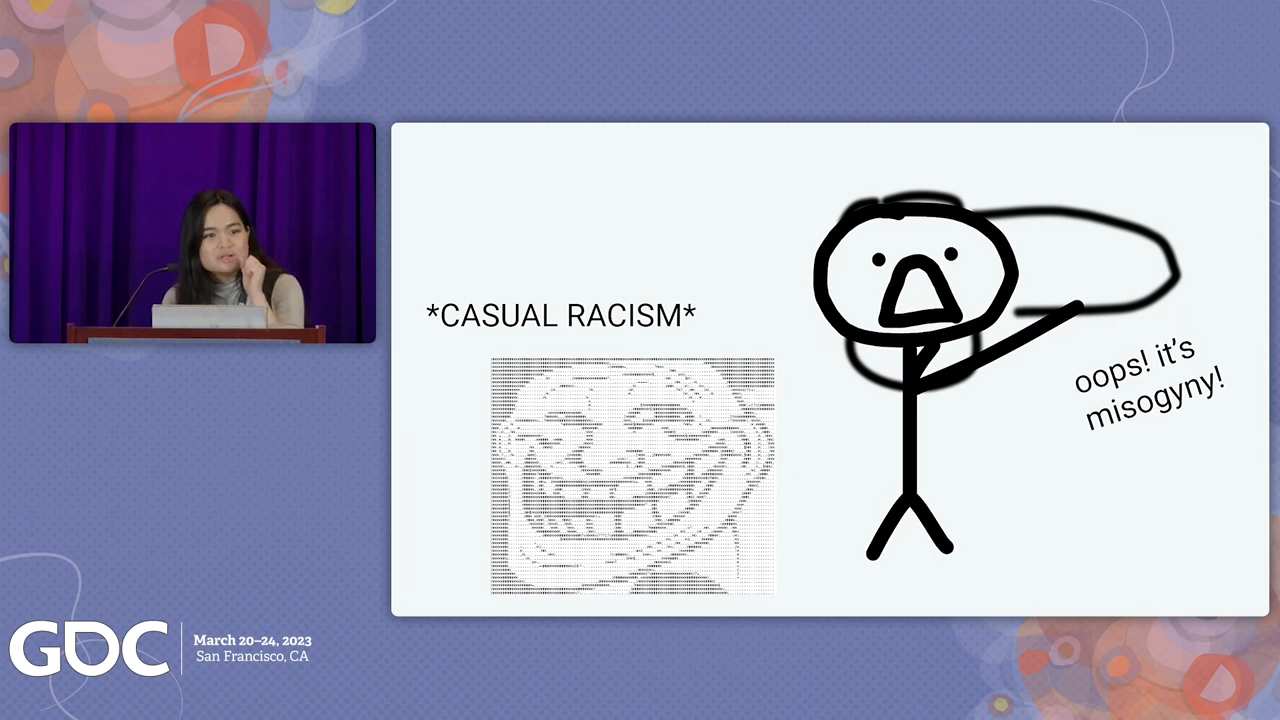 *CASUAL RACISM*
oops! it's
misogyny!
GDC
March 20–24, 2023
San Francisco, CA